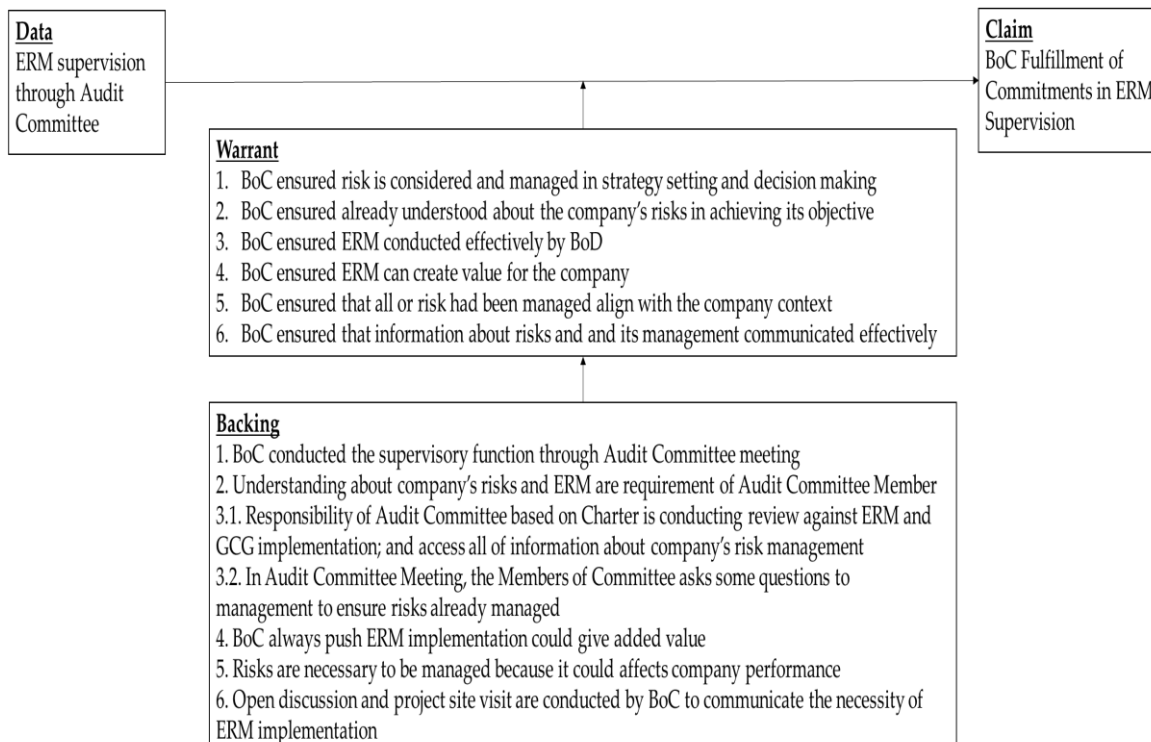 Data
ERM supervision
through Audit
Committee
Claim
BoC Fulfillment of
Commitments in ERM
Supervision
Warrant
1. BoC ensured risk is considered and managed in strategy setting and decision making
2. BoC ensured already understood about the company's risks in achieving its objective
3. BoC ensured ERM conducted effectively by BoD
4. BoC ensured ERM can create value for the company
5. BoC ensured that all or risk had been managed align with the company context
6. BoC ensured that information about risks and and its management communicated effectively
Backing
1. BoC conducted the supervisory function through Audit Committee meeting
2. Understanding about company's risks and ERM are requirement of Audit Committee Member
3.1. Responsibility of Audit Committee based on Charter is conducting review against ERM and
GCG implementation; and access all of information about company's risk management
3.2. In Audit Committee Meeting, the Members of Committee asks some questions to
management to ensure risks already managed
4. BoC always push ERM implementation could give added value
5. Risks are necessary to be managed because it could affects company performance
6. Open discussion and project site visit are conducted by BoC to communicate the necessity of
ERM implementation